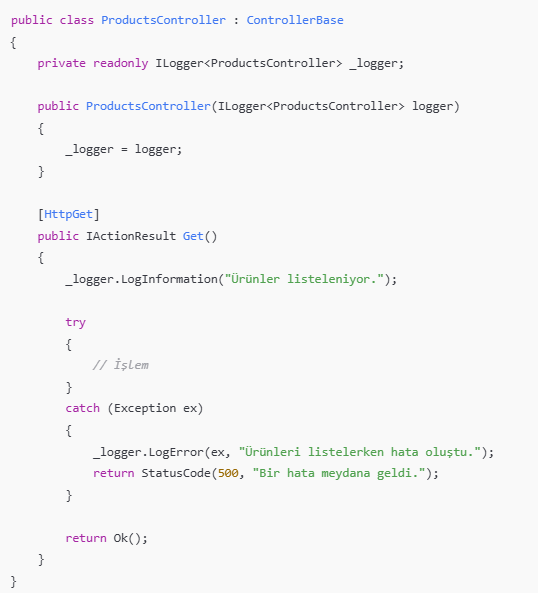 public class ProductsController : ControllerBase
{
    private readonly ILogger<ProductsController> _logger;

    public ProductsController(ILogger<ProductsController> logger)
    {
        _logger = logger;
    }

    [HttpGet]
    public IActionResult Get()
    {
        _logger.LogInformation("Ürünler listeleniyor.");

        try
        {
            // İşlem
        }
        catch (Exception ex)
        {
            _logger.LogError(ex, "Ürünleri listelerken hata oluştu.");
            return StatusCode(500, "Bir hata meydana geldi.");
        }

        return Ok();
    }
}